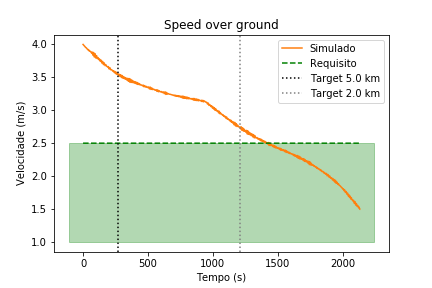 Speed over ground
Simulado
Requisito
Target 5.0 km
Target 2.0 km
Velocidade (m/s)
4.0
3.5
3.0
2.5
2.0
1.5
1.0
0
500
1000
1500
2000
Tempo (s)